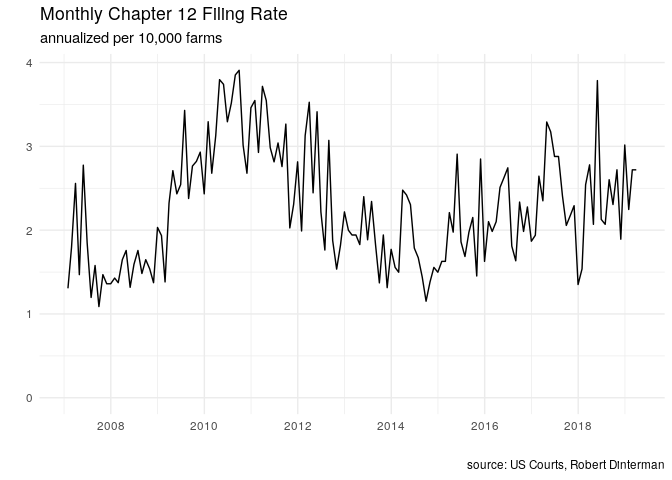 Monthly Chapter 12 Filing Rate
annualized per 10,000 farms
4
3
2
1
0
2008 2010 2012 2014 2016 2018
source: US Courts, Robert Dinterman